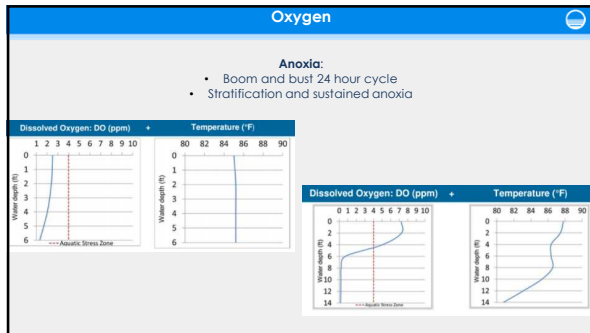 Oxygen
Anoxia:
• Boom and bust 24 hour cycle
• Stratification and sustained anoxia
Dissolved Oxygen: DO (ppm) + Temperature (°F)
1 2 3 4 5 6 7 8 9 10
80 82 84 86 88 90
Water depth (ft)
0
1
2
3
4
5
6
Aquatic Stress Zone
Water depth (ft)
0
1
2
3
4
5
6
Dissolved Oxygen: DO (ppm) + Temperature (°F)
0 1 2 3 4 5 6 7 8 9 10
80 82 84 86 88 90
Water depth (ft)
0
2
4
6
8
10
12
14
Aquatic Stress Zone
Water depth (ft)
0
2
4
6
8
10
12
14